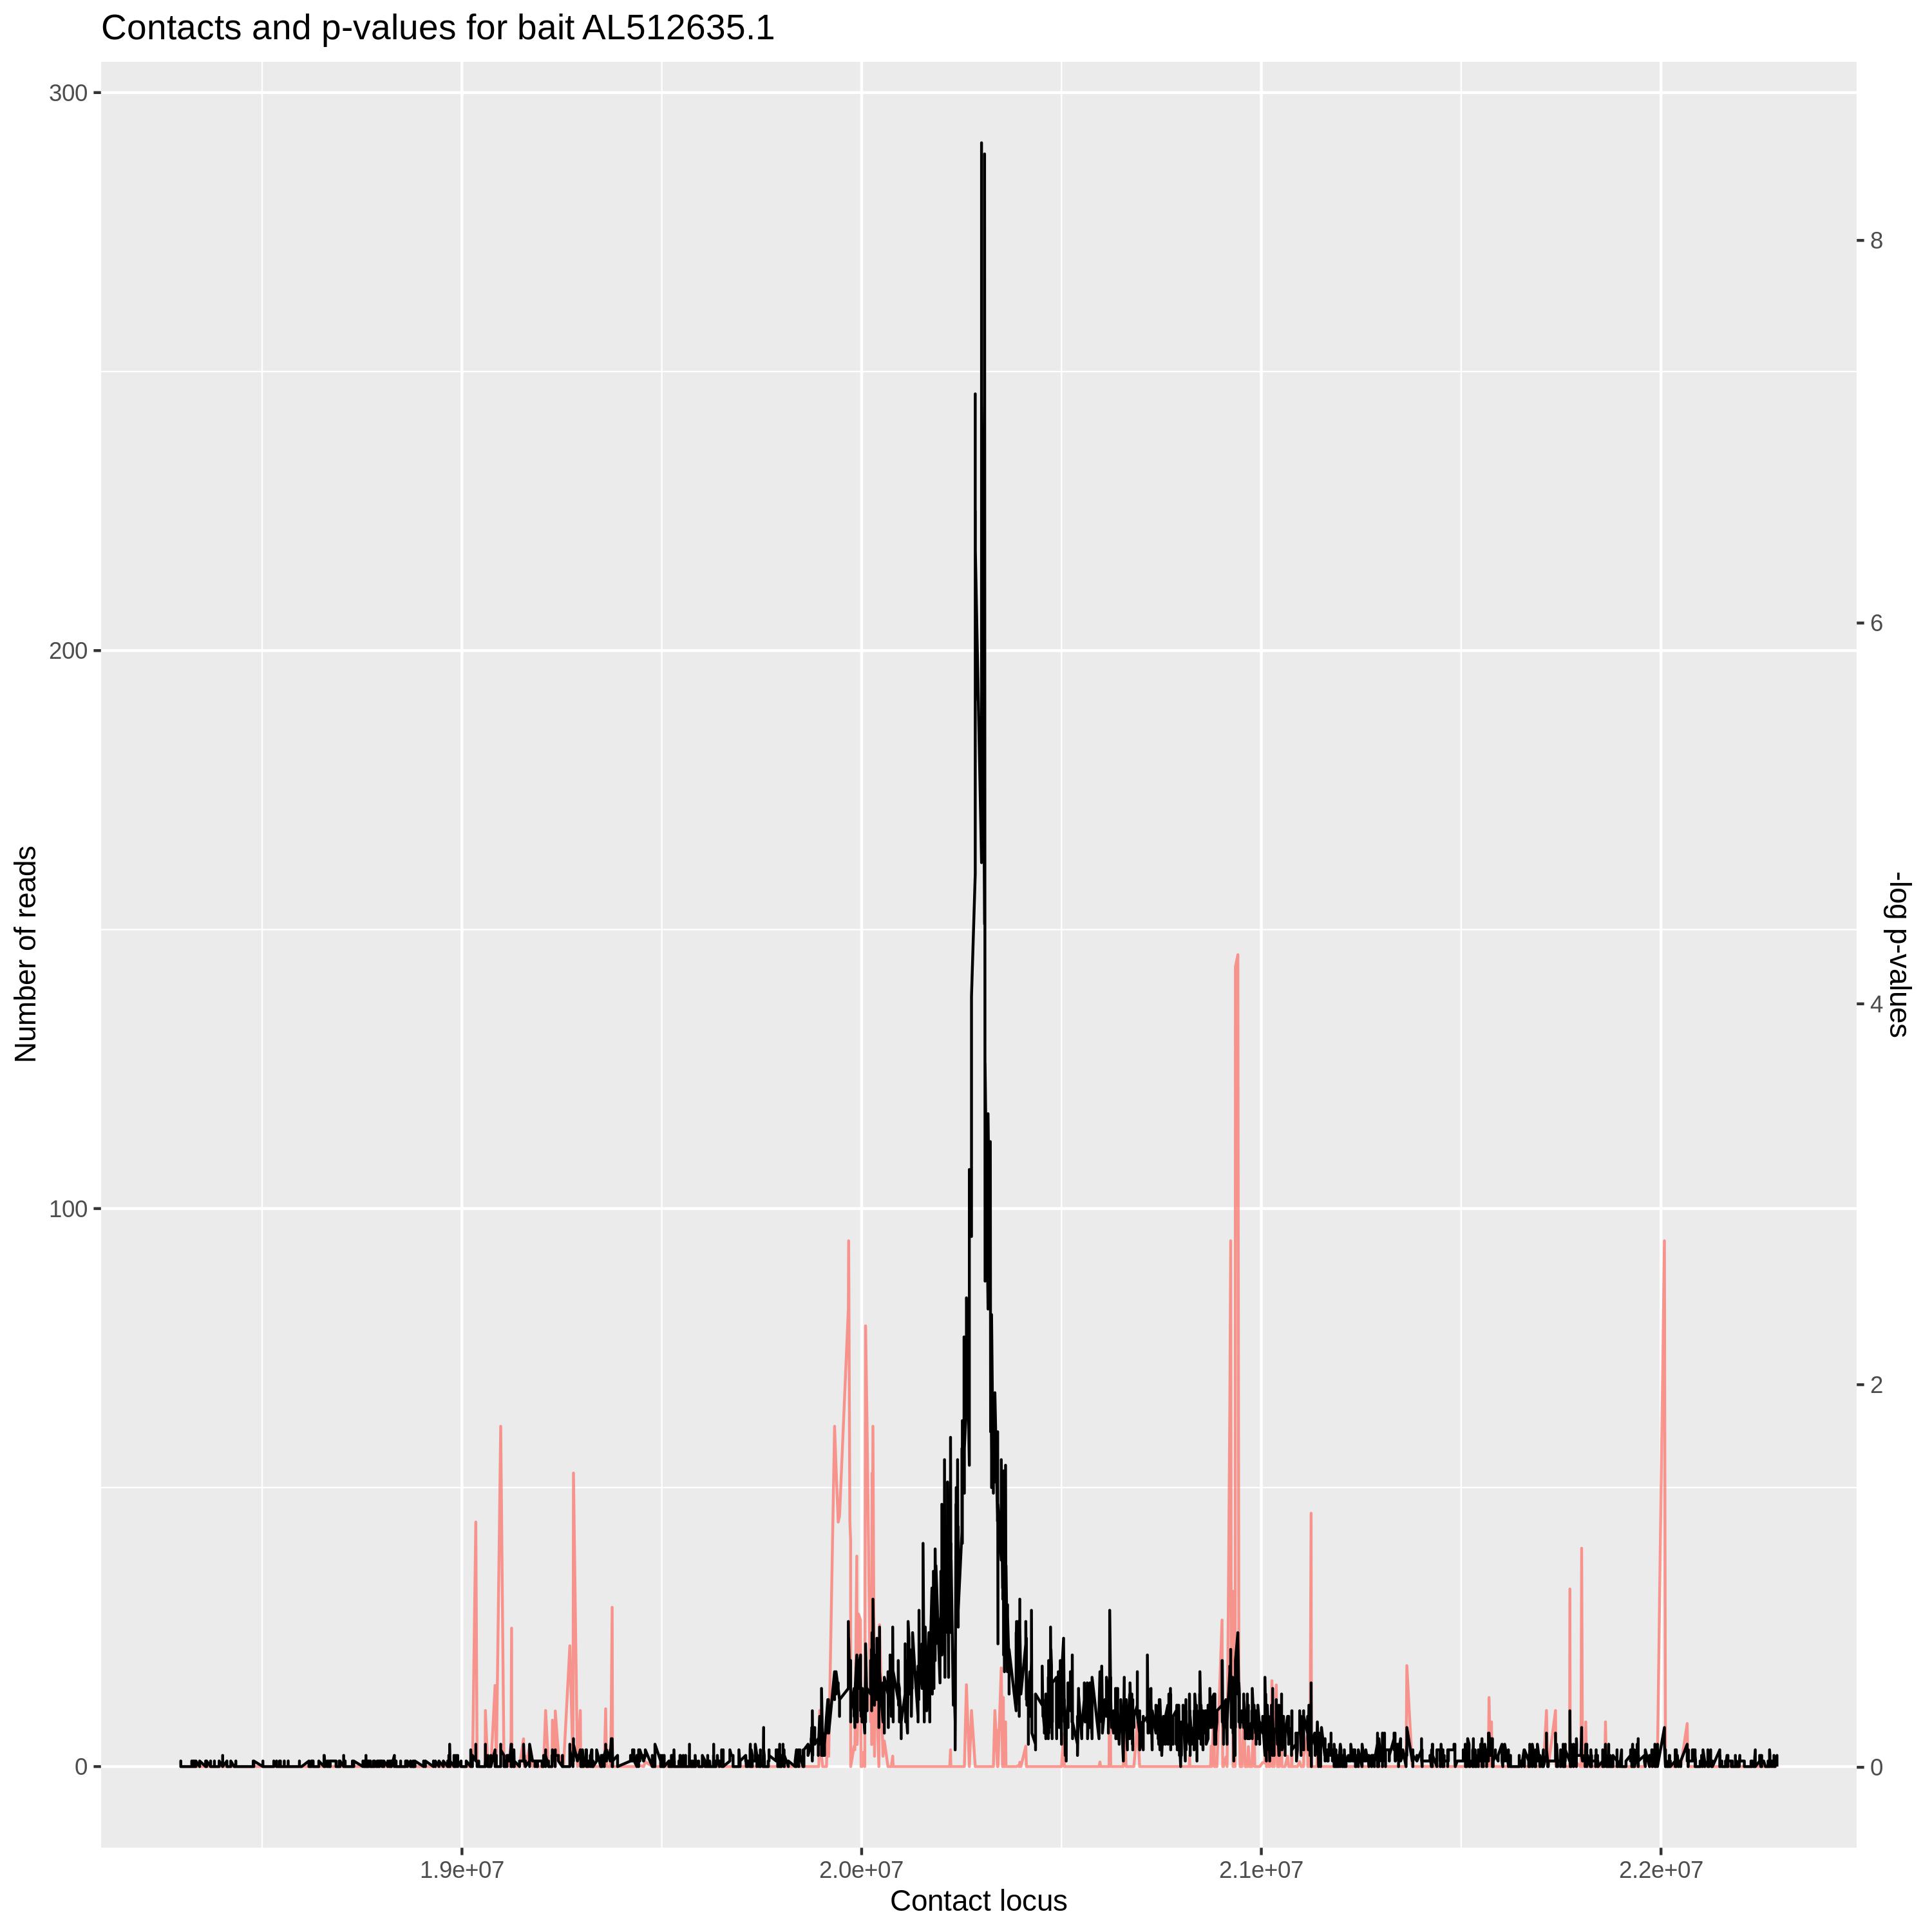 Contacts and p-values for bait AL512635.1
300
200
100
0
Number of reads
8
6
4
2
0
-log p-values
1.9e+07
2.0e+07
2.1e+07
2.2e+07
Contact locus